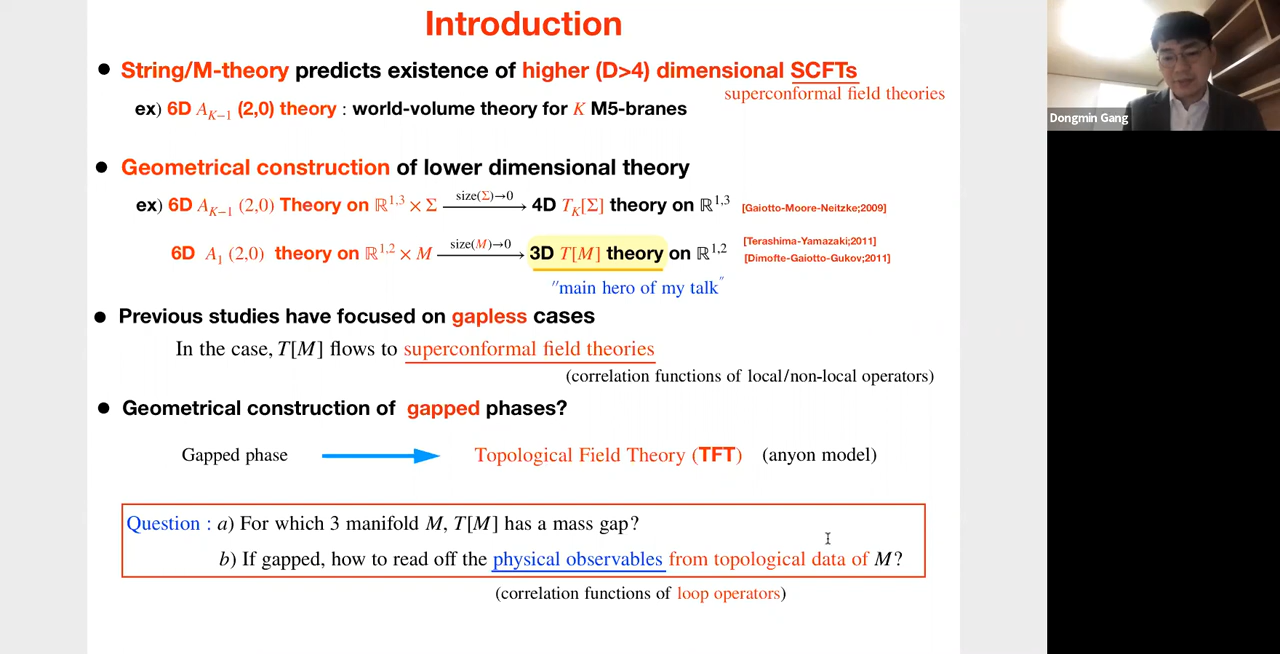 Introduction
● String/M-theory predicts existence of higher (D>4) dimensional SCFTs
superconformal field theories
ex) 6D A_{K−1} (2,0) theory : world-volume theory for K M5-branes
Dongmin Gang
● Geometrical construction of lower dimensional theory
ex) 6D A_{K−1} (2,0) Theory on ℝ^{1,3} × Σ size(Σ)→0 ⟶ 4D T_K[Σ] theory on ℝ^{1,3} [Gaiotto-Moore-Neitzke;2009]
6D A_1 (2,0) theory on ℝ^{1,2} × M size(M)→0 ⟶ 3D T[M] theory on ℝ^{1,2} [Terashima-Yamazaki;2011]
[Dimofte-Gaiotto-Gukov;2011]
"main hero of my talk"
● Previous studies have focused on gapless cases
In the case, T[M] flows to superconformal field theories
(correlation functions of local/non-local operators)
● Geometrical construction of gapped phases?
Gapped phase ⟶ Topological Field Theory (TFT) (anyon model)
Question : a) For which 3 manifold M, T[M] has a mass gap?
b) If gapped, how to read off the physical observables from topological data of M?
(correlation functions of loop operators)